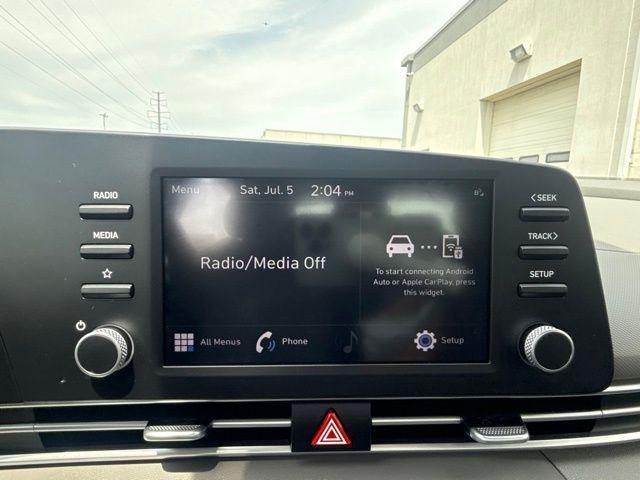 RADIO
MEDIA
Menu
Sat, Jul. 5
2:04 PM
Radio/Media Off
To start connecting Android
Auto or Apple CarPlay, press
this widget.
All Menus
Phone
Setup
SEEK
TRACK
SETUP